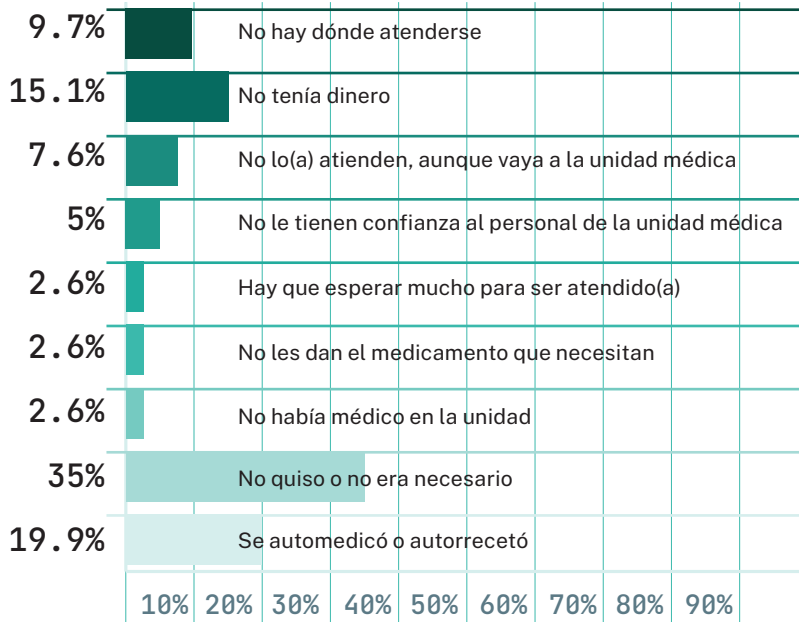 9.7% No hay dónde atenderse
15.1% No tenía dinero
7.6% No lo(a) atienden, aunque vaya a la unidad médica
5% No le tienen confianza al personal de la unidad médica
2.6% Hay que esperar mucho para ser atendido(a)
2.6% No les dan el medicamento que necesitan
2.6% No había médico en la unidad
35% No quiso o no era necesario
19.9% Se automedicó o autorrecetó
10% 20% 30% 40% 50% 60% 70% 80% 90%